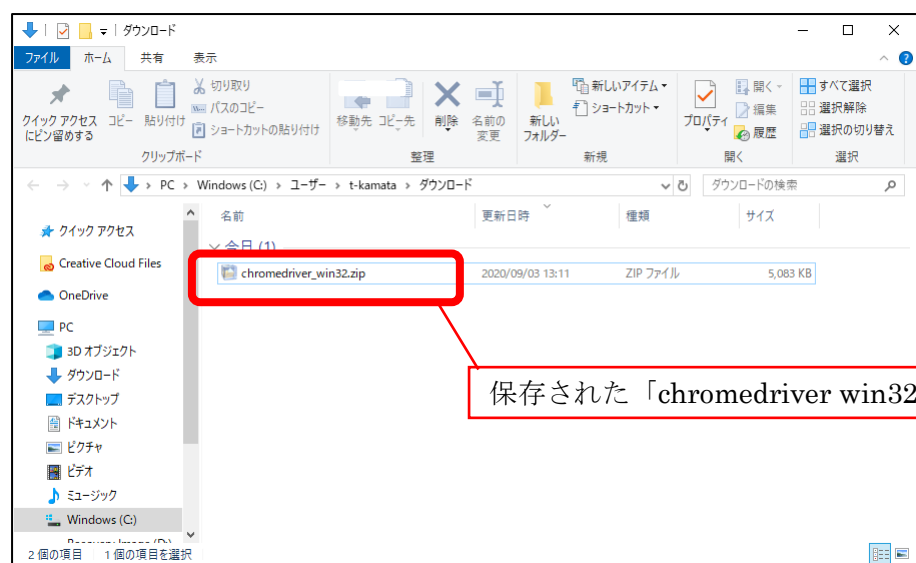 ダウンロード
ファイル ホーム 共有 表示
クイック アクセス
にピン留めする
コピー
貼り付け
切り取り
パスのコピー
ショートカットの貼り付け
クリップボード
移動先 コピー先 削除 名前の
変更
整理
新しい
フォルダー
新しいアイテム
ショートカット
新規
プロパティ
開く
編集
履歴
開く
すべて選択
選択解除
選択の切り替え
選択
PC › Windows (C:) › ユーザー › t-kamata › ダウンロード
ダウンロードの検索
名前 更新日時 種類 サイズ
今日 (1)
chromedriver_win32.zip 2020/09/03 13:11 ZIP ファイル 5,083 KB
クイック アクセス
Creative Cloud Files
OneDrive
PC
3D オブジェクト
ダウンロード
デスクトップ
ドキュメント
ピクチャ
ビデオ
ミュージック
Windows (C:)
保存された「chromedriver win32
2 個の項目 1 個の項目を選択